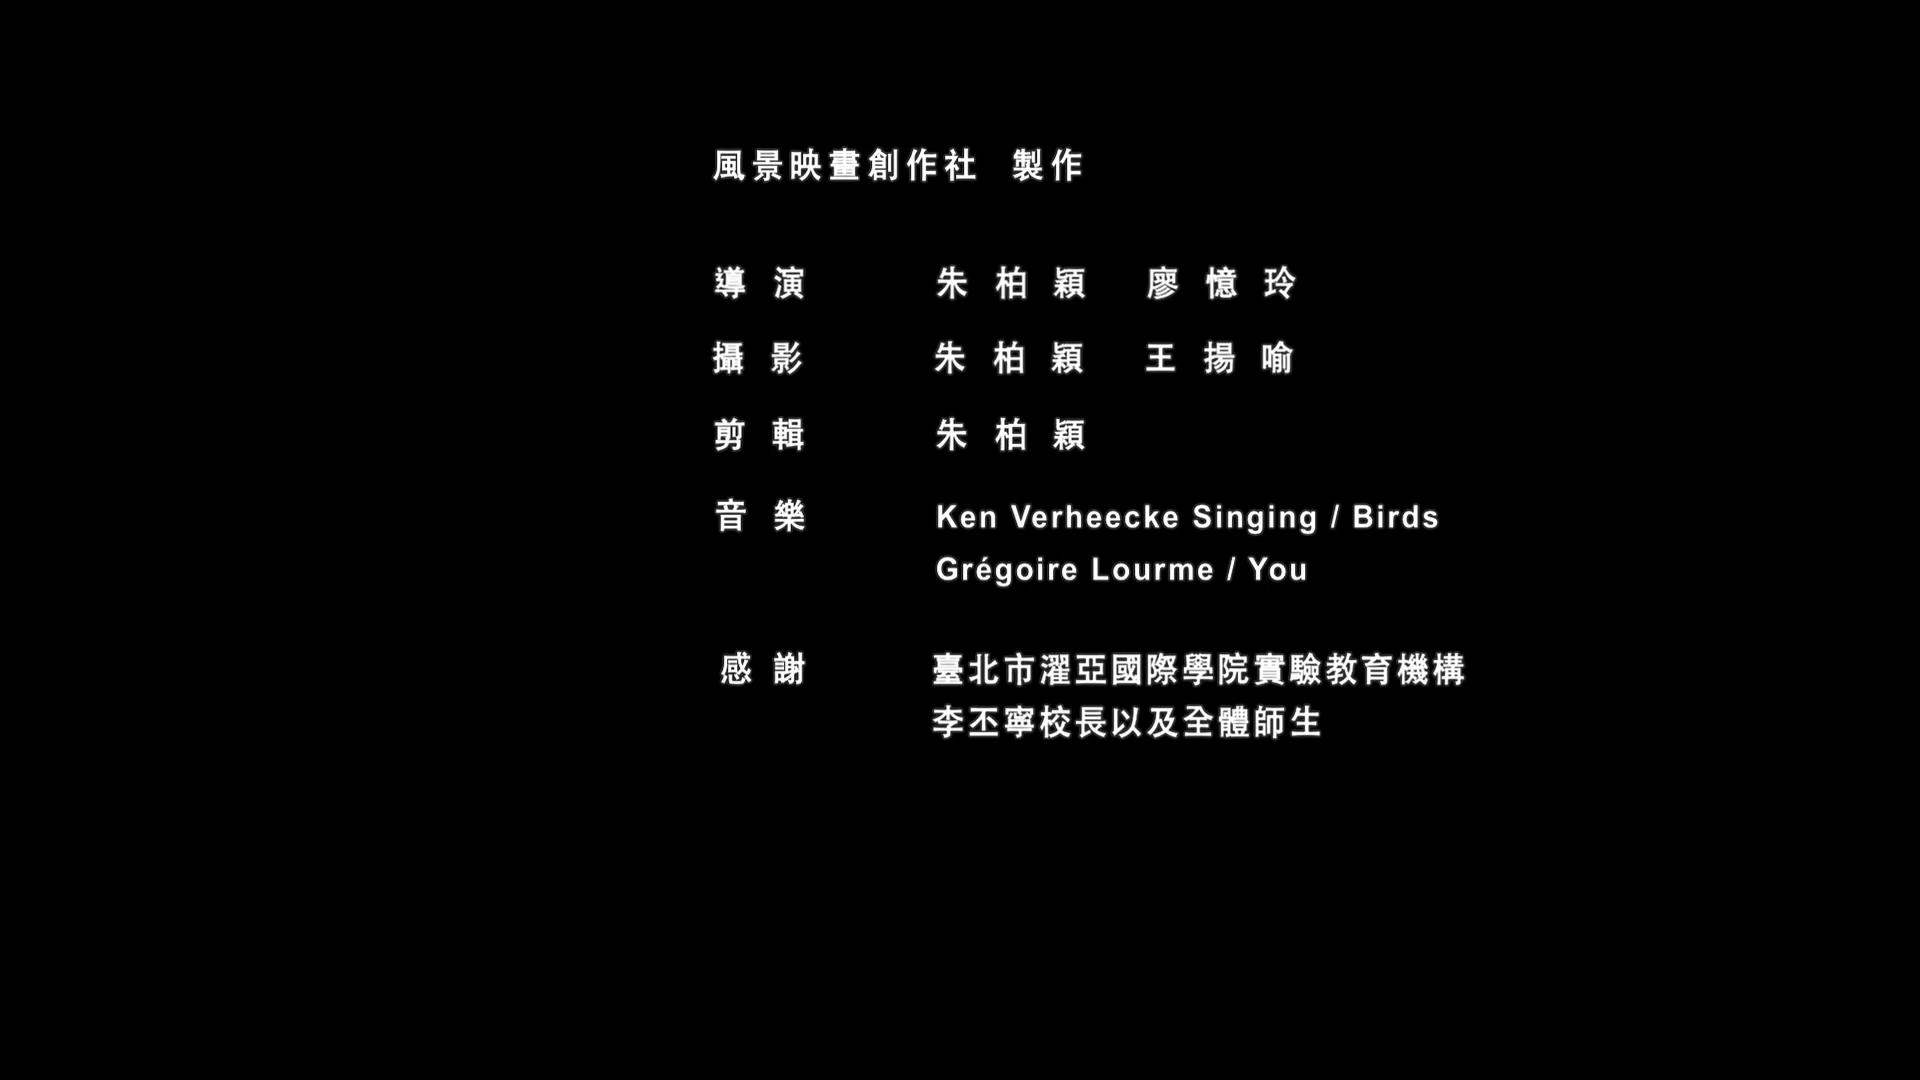 風景映畫創作社 製作
導演 朱柏穎 廖憶玲
攝影 朱柏穎 王揚喻
剪輯 朱柏穎
音樂 Ken Verheecke Singing / Birds
Grégoire Lourme / You
感謝 臺北市濯亞國際學院實驗教育機構
李丕寧校長以及全體師生